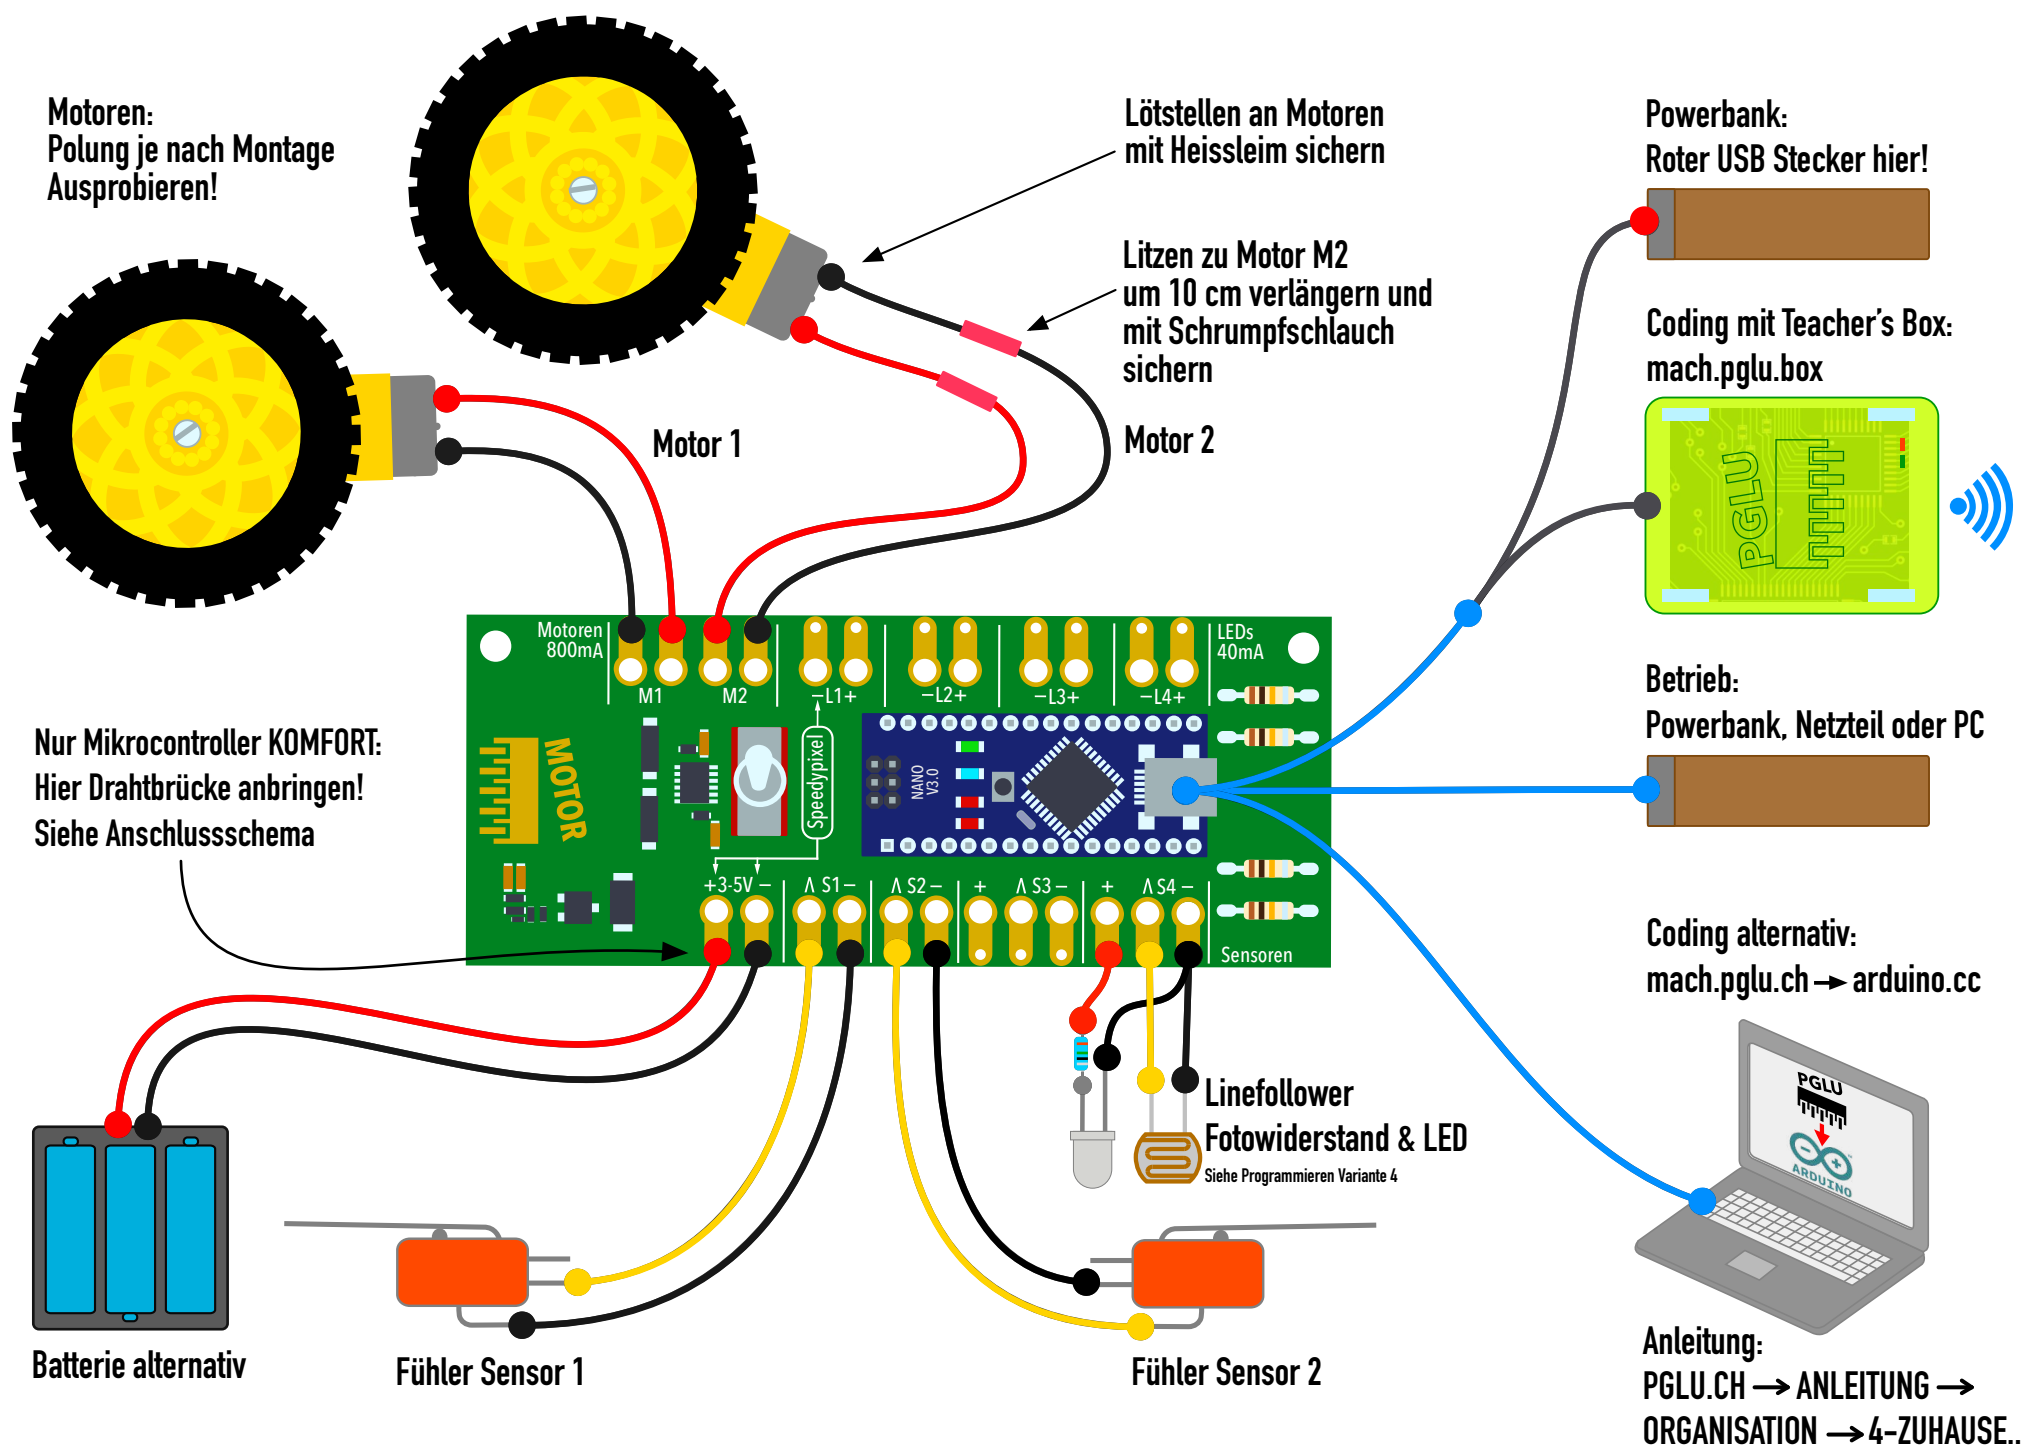 Motoren:
Polung je nach Montage
Ausprobieren!
Lötstellen an Motoren
mit Heissleim sichern
Litzen zu Motor M2
um 10 cm verlängern und
mit Schrumpfschlauch
sichern
Motor 1
Motor 2
Powerbank:
Roter USB Stecker hier!
Coding mit Teacher's Box:
mach.pglu.box
PGLU
Betrieb:
Powerbank, Netzteil oder PC
Nur Mikrocontroller KOMFORT:
Hier Drahtbrücke anbringen!
Siehe Anschlussschema
Motoren
800mA
M1
M2
−L1+
−L2+
−L3+
−L4+
LEDs
40mA
MOTOR
Speedypixel
NANO
V3.0
+3-5V −
Λ S1−
Λ S2−
+ Λ S3−
+ Λ S4−
Sensoren
Coding alternativ:
mach.pglu.ch → arduino.cc
PGLU
ARDUINO
Linefollower
Fotowiderstand & LED
Siehe Programmieren Variante 4
Batterie alternativ
Fühler Sensor 1
Fühler Sensor 2
Anleitung:
PGLU.CH → ANLEITUNG →
ORGANISATION → 4-ZUHAUSE..